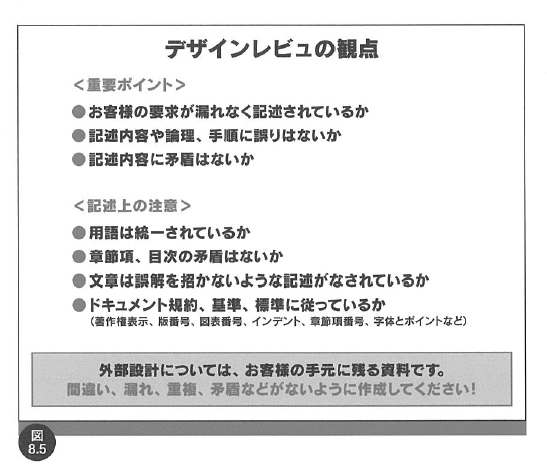 デザインレビュの観点
＜重要ポイント＞
●お客様の要求が漏れなく記述されているか
●記述内容や論理、手順に誤りはないか
●記述内容に矛盾はないか
＜記述上の注意＞
●用語は統一されているか
●章節項、目次の矛盾はないか
●文章は誤解を招かないような記述がなされているか
●ドキュメント規約、基準、標準に従っているか
（著作権表示、版番号、図表番号、インデント、章節項番号、字体とポイントなど）
外部設計については、お客様の手元に残る資料です。
間違い、漏れ、重複、矛盾などがないように作成してください！
図
8.5